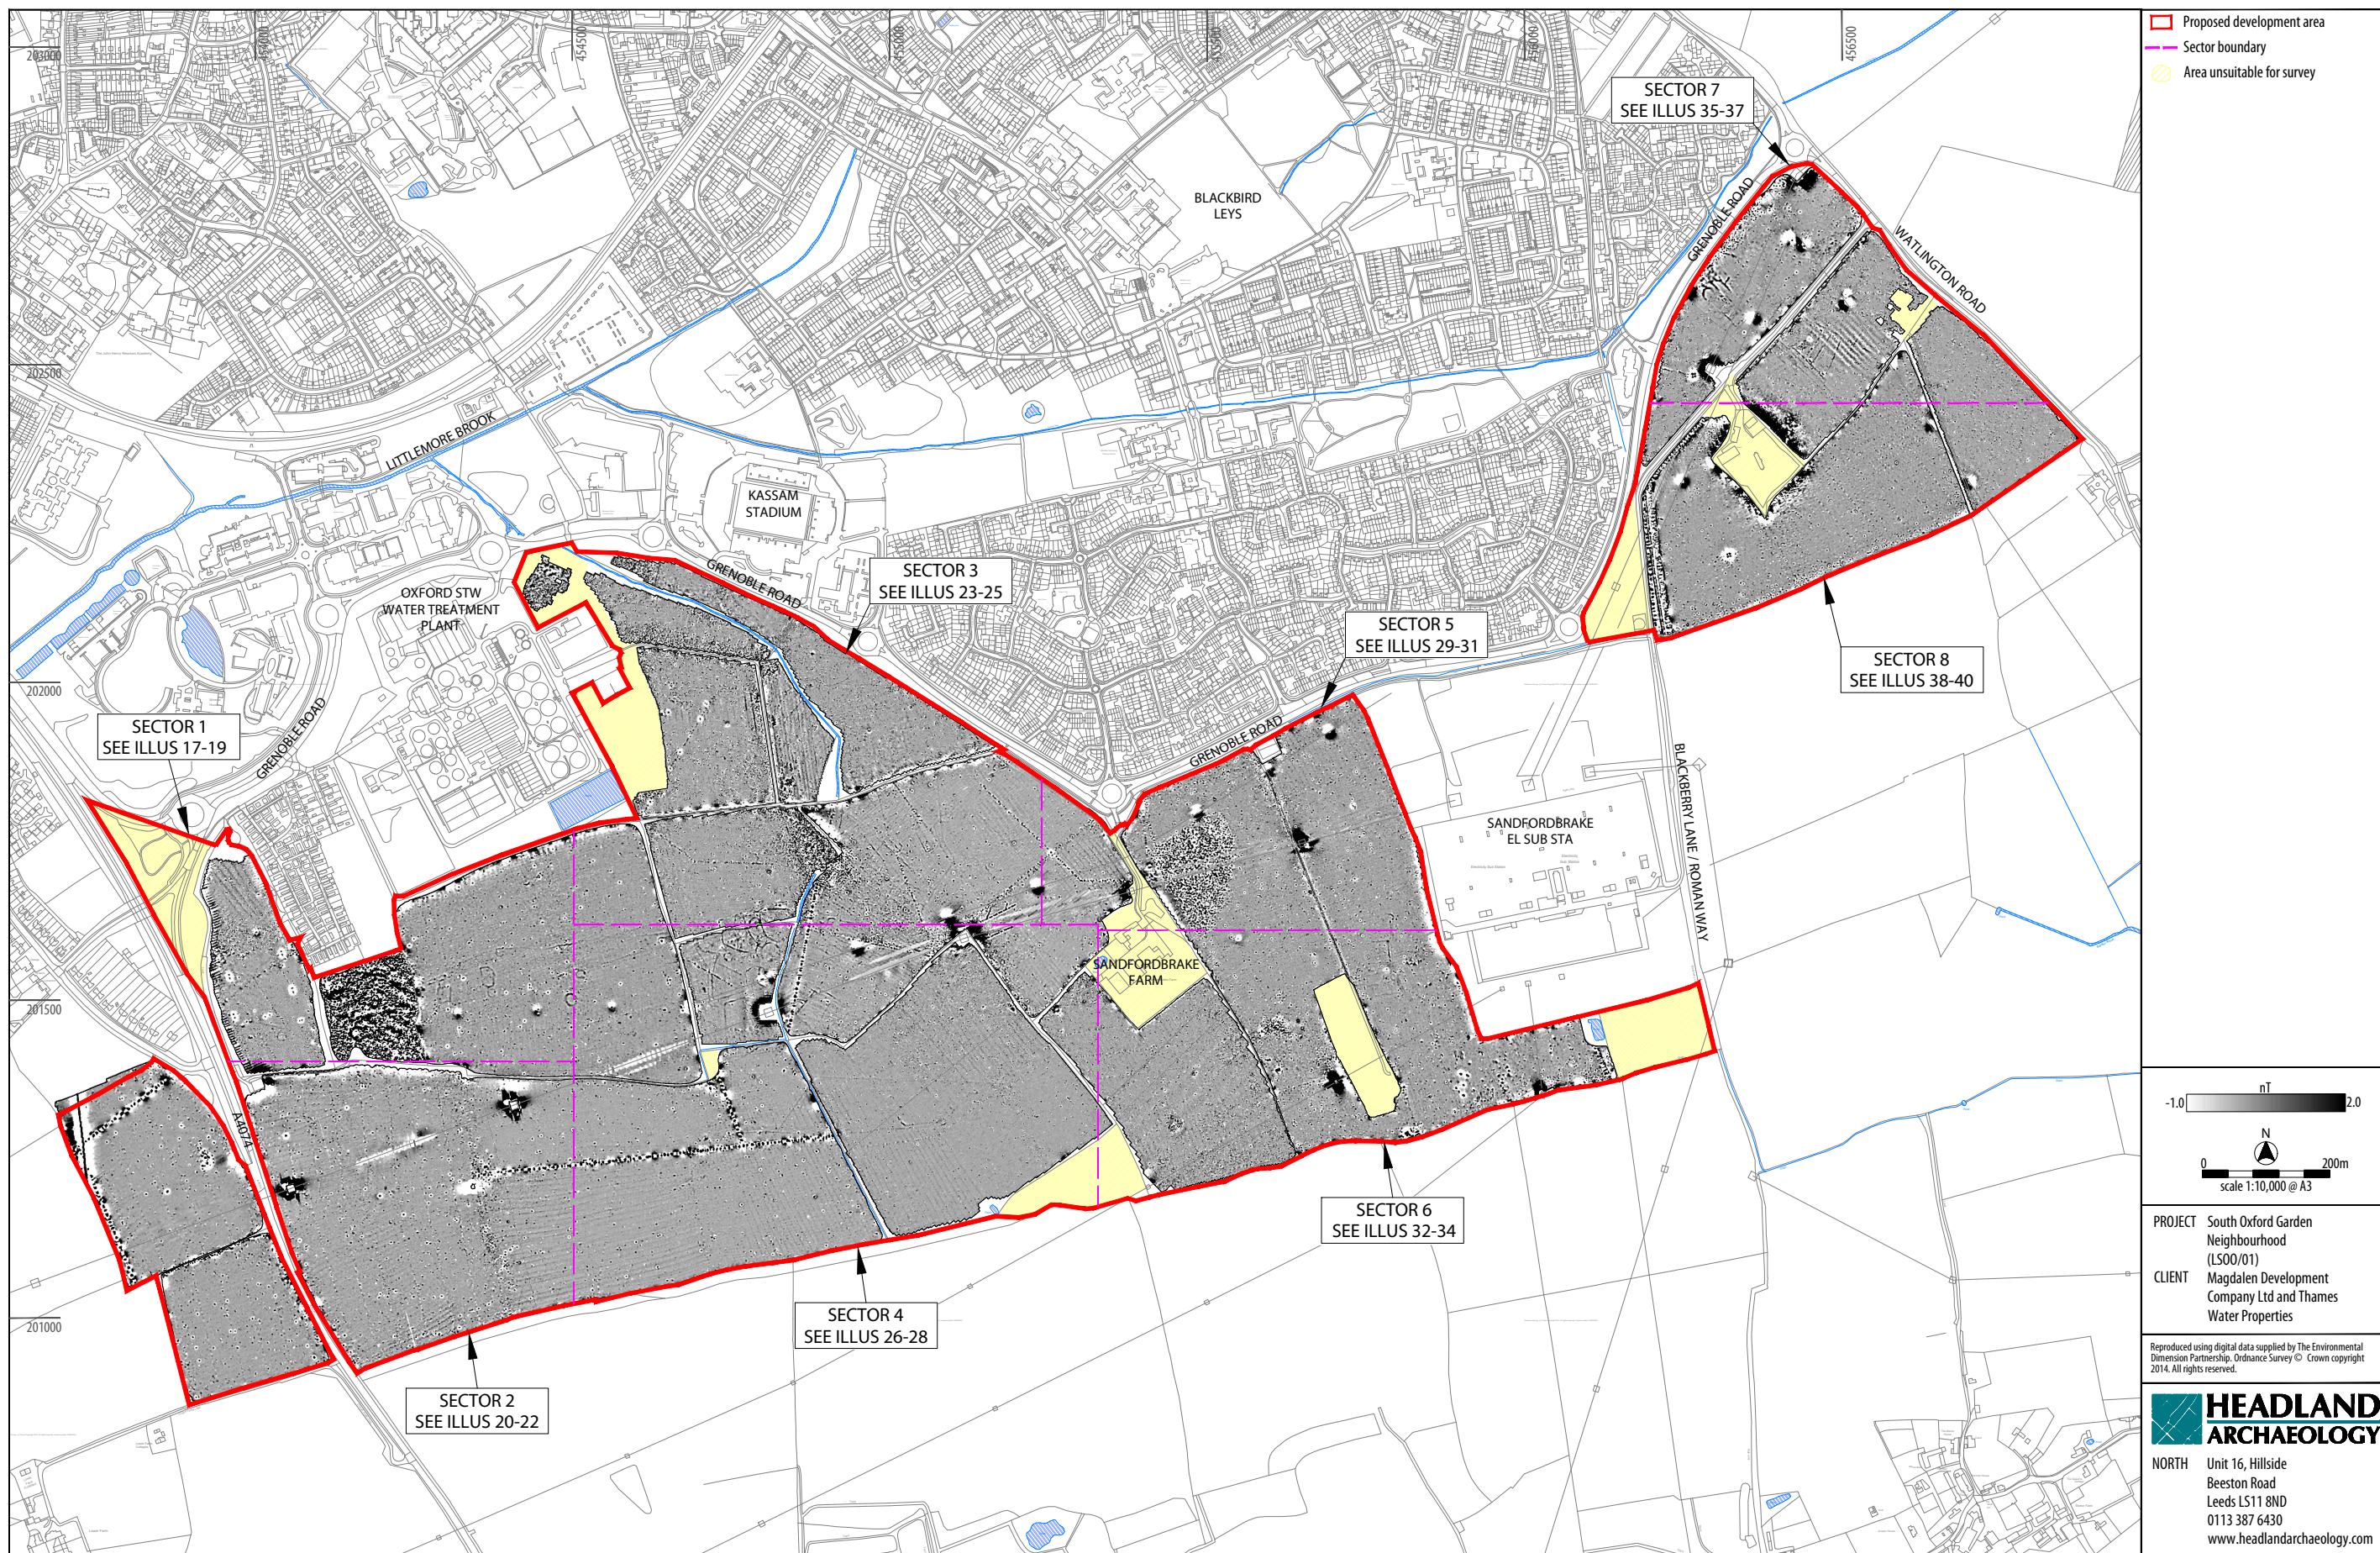 203000
454000
454500
455000
455500
456000
456500
202500
202000
201500
201000
SECTOR 7
SEE ILLUS 35-37
BLACKBIRD
LEYS
GRENOBLE ROAD
WATLINGTON ROAD
LITTLEMORE BROOK
KASSAM
STADIUM
OXFORD STW
WATER TREATMENT
PLANT
GRENOBLE ROAD
SECTOR 3
SEE ILLUS 23-25
SECTOR 5
SEE ILLUS 29-31
SECTOR 8
SEE ILLUS 38-40
SECTOR 1
SEE ILLUS 17-19
GRENOBLE ROAD
GRENOBLE ROAD
BLACKBERRY LANE / ROMAN WAY
SANDFORDBRAKE
EL SUB STA
SANDFORDBRAKE
FARM
A4074
SECTOR 6
SEE ILLUS 32-34
SECTOR 4
SEE ILLUS 26-28
SECTOR 2
SEE ILLUS 20-22
Proposed development area
Sector boundary
Area unsuitable for survey
nT
-1.0 2.0
N
0 200m
scale 1:10,000 @ A3
PROJECT South Oxford Garden
Neighbourhood
(LSOO/01)
CLIENT Magdalen Development
Company Ltd and Thames
Water Properties
Reproduced using digital data supplied by The Environmental
Dimension Partnership. Ordnance Survey © Crown copyright
2014. All rights reserved.
HEADLAND
ARCHAEOLOGY
NORTH Unit 16, Hillside
Beeston Road
Leeds LS11 8ND
0113 387 6430
www.headlandarchaeology.com